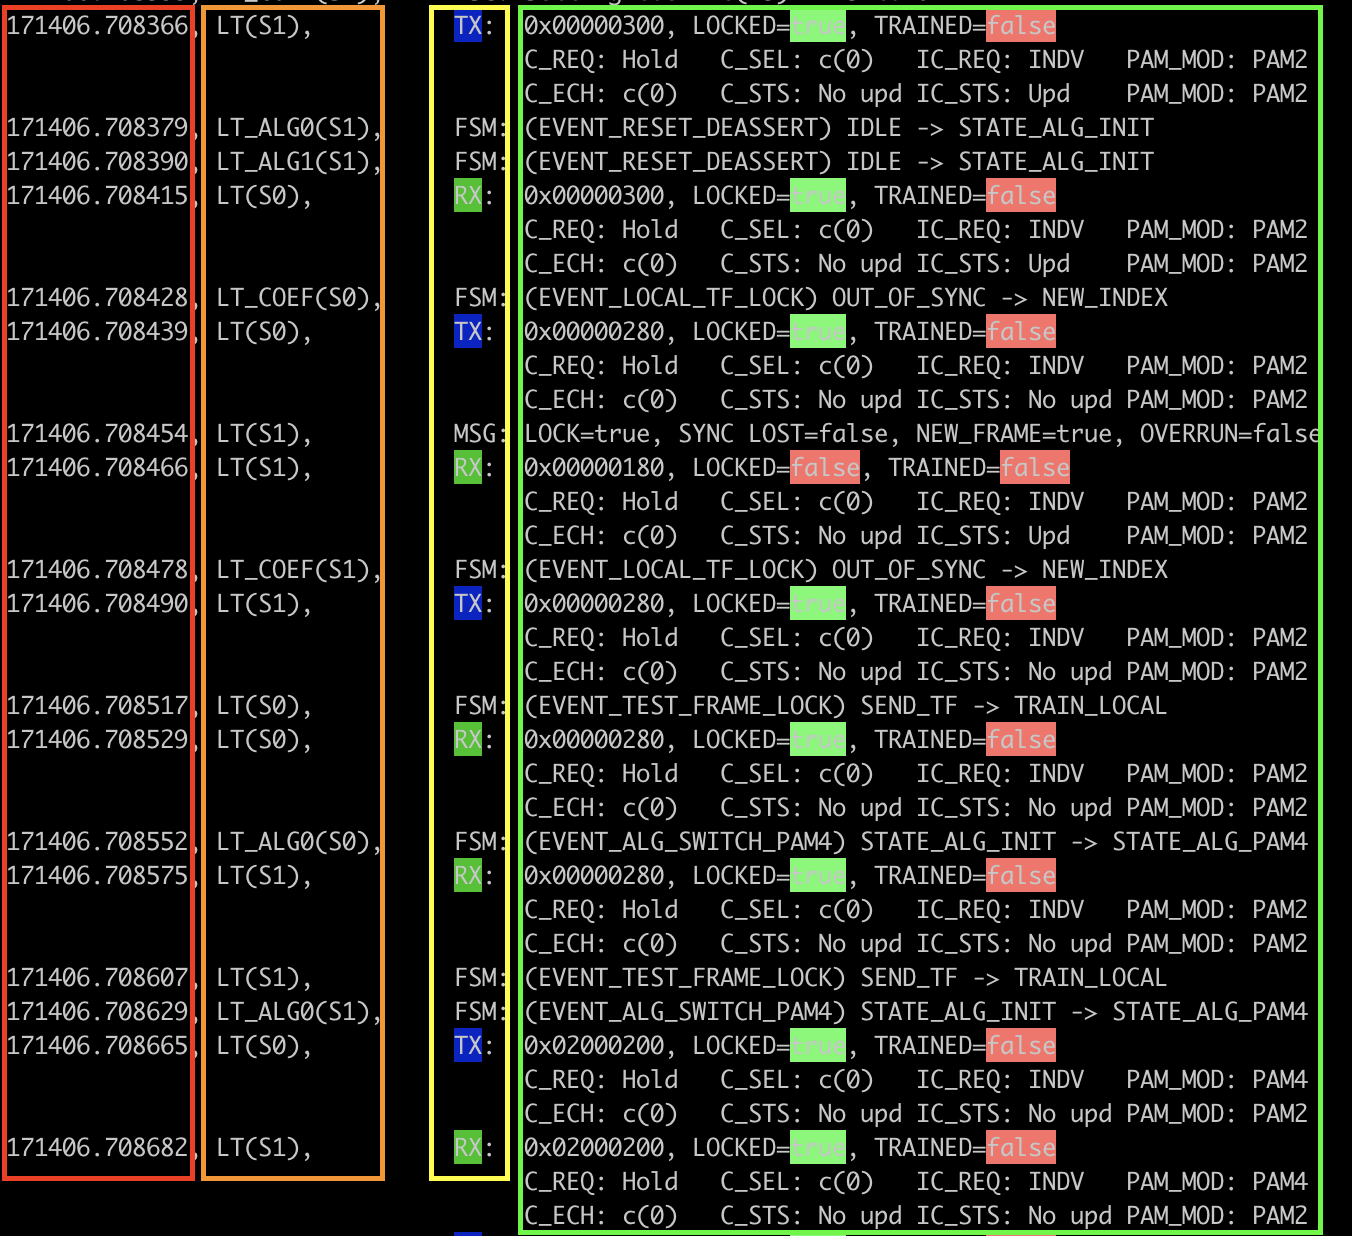 171406.708366, LT(S1), TX: 0x00000300, LOCKED=true, TRAINED=false
C_REQ: Hold C_SEL: c(0) IC_REQ: INDV PAM_MOD: PAM2
C_ECH: c(0) C_STS: No upd IC_STS: Upd PAM_MOD: PAM2
171406.708379, LT_ALG0(S1), FSM: (EVENT_RESET_DEASSERT) IDLE -> STATE_ALG_INIT
171406.708390, LT_ALG1(S1), FSM: (EVENT_RESET_DEASSERT) IDLE -> STATE_ALG_INIT
171406.708415, LT(S0), RX: 0x00000300, LOCKED=true, TRAINED=false
C_REQ: Hold C_SEL: c(0) IC_REQ: INDV PAM_MOD: PAM2
C_ECH: c(0) C_STS: No upd IC_STS: Upd PAM_MOD: PAM2
171406.708428, LT_COEF(S0), FSM: (EVENT_LOCAL_TF_LOCK) OUT_OF_SYNC -> NEW_INDEX
171406.708439, LT(S0), TX: 0x00000280, LOCKED=true, TRAINED=false
C_REQ: Hold C_SEL: c(0) IC_REQ: INDV PAM_MOD: PAM2
C_ECH: c(0) C_STS: No upd IC_STS: No upd PAM_MOD: PAM2
171406.708454, LT(S1), MSG: LOCK=true, SYNC LOST=false, NEW_FRAME=true, OVERRUN=false
171406.708466, LT(S1), RX: 0x00000180, LOCKED=false, TRAINED=false
C_REQ: Hold C_SEL: c(0) IC_REQ: INDV PAM_MOD: PAM2
C_ECH: c(0) C_STS: No upd IC_STS: Upd PAM_MOD: PAM2
171406.708478, LT_COEF(S1), FSM: (EVENT_LOCAL_TF_LOCK) OUT_OF_SYNC -> NEW_INDEX
171406.708490, LT(S1), TX: 0x00000280, LOCKED=true, TRAINED=false
C_REQ: Hold C_SEL: c(0) IC_REQ: INDV PAM_MOD: PAM2
C_ECH: c(0) C_STS: No upd IC_STS: No upd PAM_MOD: PAM2
171406.708517, LT(S0), FSM: (EVENT_TEST_FRAME_LOCK) SEND_TF -> TRAIN_LOCAL
171406.708529, LT(S0), RX: 0x00000280, LOCKED=true, TRAINED=false
C_REQ: Hold C_SEL: c(0) IC_REQ: INDV PAM_MOD: PAM2
C_ECH: c(0) C_STS: No upd IC_STS: No upd PAM_MOD: PAM2
171406.708552, LT_ALG0(S0), FSM: (EVENT_ALG_SWITCH_PAM4) STATE_ALG_INIT -> STATE_ALG_PAM4
171406.708575, LT(S1), RX: 0x00000280, LOCKED=true, TRAINED=false
C_REQ: Hold C_SEL: c(0) IC_REQ: INDV PAM_MOD: PAM2
C_ECH: c(0) C_STS: No upd IC_STS: No upd PAM_MOD: PAM2
171406.708607, LT(S1), FSM: (EVENT_TEST_FRAME_LOCK) SEND_TF -> TRAIN_LOCAL
171406.708629, LT_ALG0(S1), FSM: (EVENT_ALG_SWITCH_PAM4) STATE_ALG_INIT -> STATE_ALG_PAM4
171406.708665, LT(S0), TX: 0x02000200, LOCKED=true, TRAINED=false
C_REQ: Hold C_SEL: c(0) IC_REQ: INDV PAM_MOD: PAM4
C_ECH: c(0) C_STS: No upd IC_STS: No upd PAM_MOD: PAM2
171406.708682, LT(S1), RX: 0x02000200, LOCKED=true, TRAINED=false
C_REQ: Hold C_SEL: c(0) IC_REQ: INDV PAM_MOD: PAM4
C_ECH: c(0) C_STS: No upd IC_STS: No upd PAM_MOD: PAM2